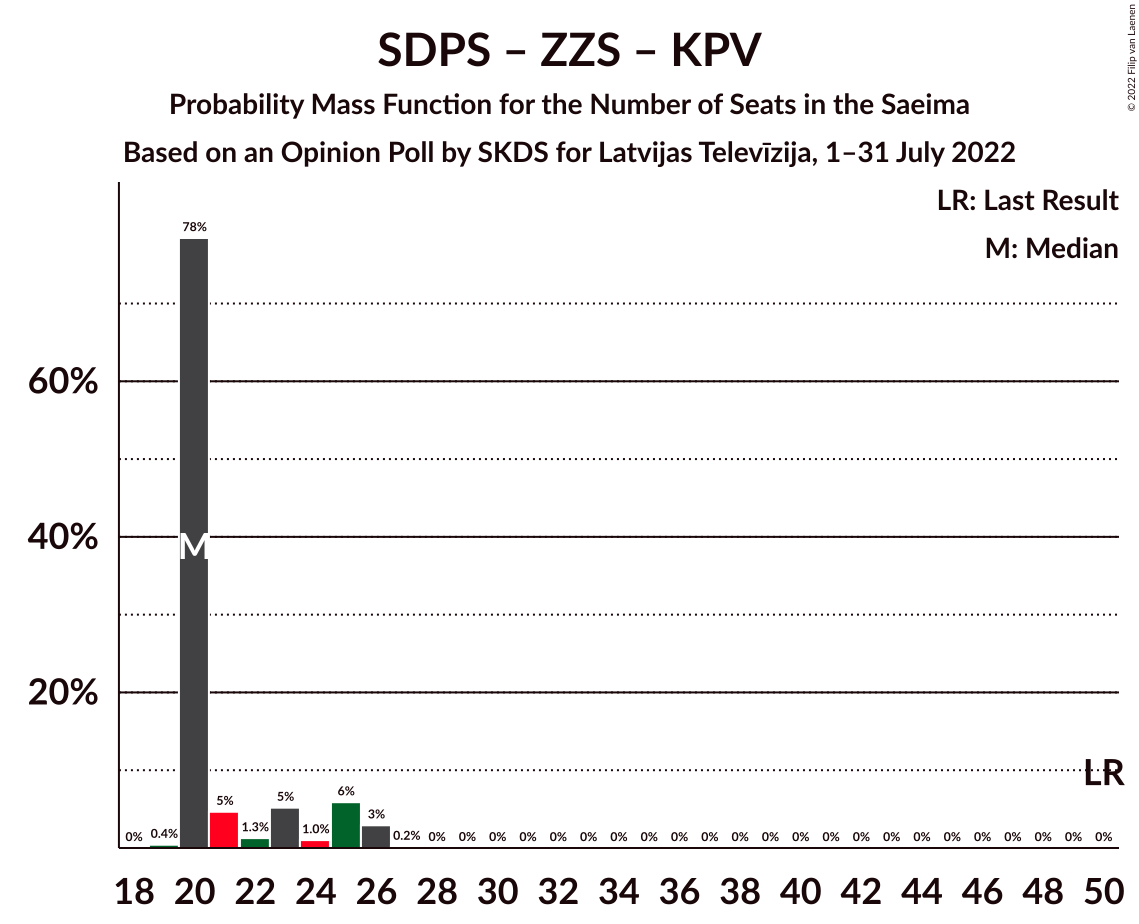 SDPS – ZZS – KPV
Probability Mass Function for the Number of Seats in the Saeima
Based on an Opinion Poll by SKDS for Latvijas Televīzija, 1–31 July 2022
© 2022 Filip van Laenen
LR: Last Result
M: Median
78%
60%
40%
M
20%
LR
0% 0.4% 5% 1.3% 5% 1.0% 6% 3% 0.2% 0% 0% 0% 0% 0% 0% 0% 0% 0% 0% 0% 0% 0% 0% 0% 0% 0% 0% 0% 0% 0% 0% 0%
18 20 22 24 26 28 30 32 34 36 38 40 42 44 46 48 50